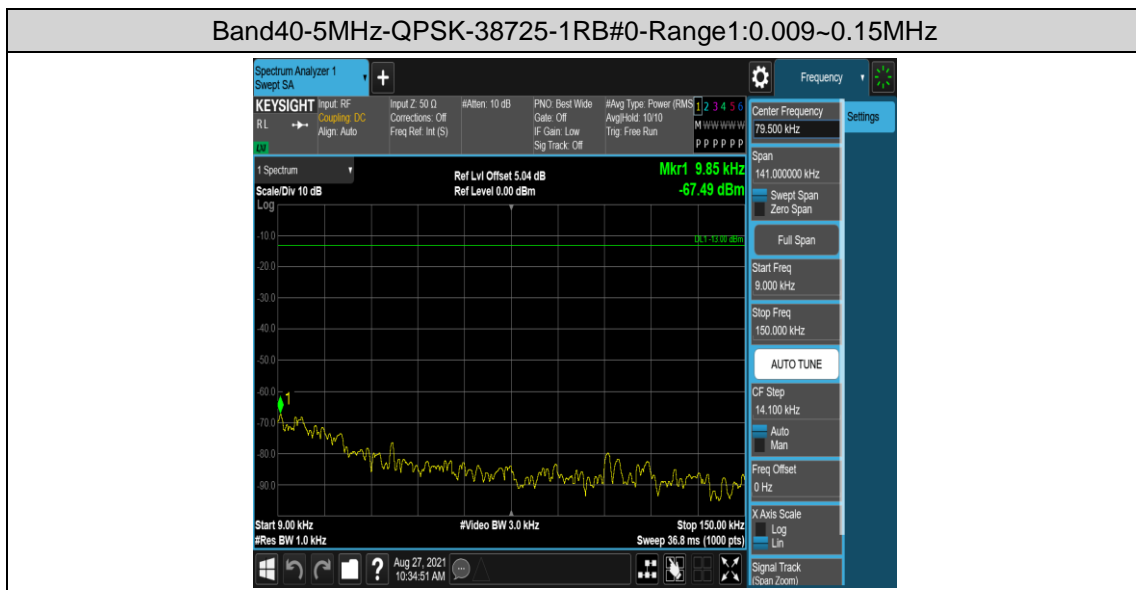 Band40-5MHz-QPSK-38725-1RB#0-Range1:0.009~0.15MHz
Spectrum Analyzer 1
Swept SA
Frequency
KEYSIGHT
RL
LXI
Input: RF
Coupling: DC
Align: Auto
Input Z: 50 Ω
Corrections: Off
Freq Ref: Int (S)
#Atten: 10 dB
PNO: Best Wide
Gate: Off
IF Gain: Low
Sig Track: Off
#Avg Type: Power (RMS
Avg|Hold: 10/10
Trig: Free Run
1 2 3 4 5 6
M W W W W W
P P P P P P
1 Spectrum
Scale/Div 10 dB
Log
Ref Lvl Offset 5.04 dB
Ref Level 0.00 dBm
Mkr1 9.85 kHz
-67.49 dBm
DL1 -13.00 dBm
-10.0
-20.0
-30.0
-40.0
-50.0
-60.0
1
-70.0
-80.0
-90.0
Start 9.00 kHz
#Video BW 3.0 kHz
Stop 150.00 kHz
#Res BW 1.0 kHz
Sweep 36.8 ms (1000 pts)
Aug 27, 2021
10:34:51 AM
Center Frequency
79.500 kHz
Settings
Span
141.000000 kHz
Swept Span
Zero Span
Full Span
Start Freq
9.000 kHz
Stop Freq
150.000 kHz
AUTO TUNE
CF Step
14.100 kHz
Auto
Man
Freq Offset
0 Hz
X Axis Scale
Log
Lin
Signal Track
(Span Zoom)